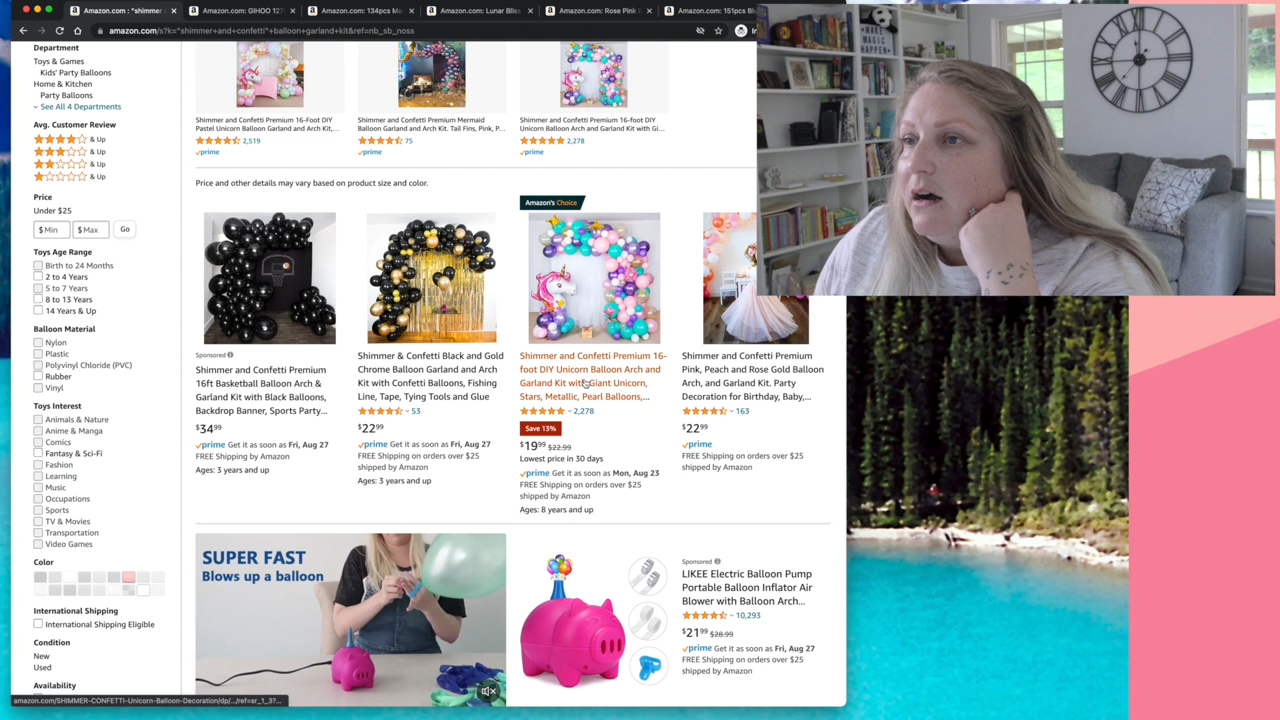 Amazon.com : "shimmer
Amazon.com: GIHOO 127
Amazon.com: 134pcs Ma
Amazon.com: Lunar Bliss
Amazon.com: Rose Pink G
Amazon.com: 151pcs Bl
amazon.com/s?k="shimmer+and+confetti"+balloon+garland+kit&ref=nb_sb_noss
Department
Toys & Games
Kids' Party Balloons
Home & Kitchen
Party Balloons
See All 4 Departments
Avg. Customer Review
& Up
& Up
& Up
& Up
Price
Under $25
$ Min
$ Max
Go
Toys Age Range
Birth to 24 Months
2 to 4 Years
5 to 7 Years
8 to 13 Years
14 Years & Up
Balloon Material
Nylon
Plastic
Polyvinyl Chloride (PVC)
Rubber
Vinyl
Toys Interest
Animals & Nature
Anime & Manga
Comics
Fantasy & Sci-Fi
Fashion
Learning
Music
Occupations
Sports
TV & Movies
Transportation
Video Games
Color
International Shipping
International Shipping Eligible
Condition
New
Used
Availability
amazon.com/SHIMMER-CONFETTI-Unicorn-Balloon-Decoration/dp/.../ref=sr_1_3?...
Shimmer and Confetti Premium 16-Foot DIY
Pastel Unicorn Balloon Garland and Arch Kit,...
2,519
prime
Shimmer and Confetti Premium Mermaid
Balloon Garland and Arch Kit. Tail Fins, Pink, P...
75
prime
Shimmer and Confetti Premium 16-foot DIY
Unicorn Balloon Arch and Garland Kit with Gi...
2,278
prime
Price and other details may vary based on product size and color.
Sponsored
Shimmer and Confetti Premium
16ft Basketball Balloon Arch &
Garland Kit with Black Balloons,
Backdrop Banner, Sports Party...
$3499
prime Get it as soon as Fri, Aug 27
FREE Shipping by Amazon
Ages: 3 years and up
Shimmer & Confetti Black and Gold
Chrome Balloon Garland and Arch
Kit with Confetti Balloons, Fishing
Line, Tape, Tying Tools and Glue
53
$2299
prime Get it as soon as Fri, Aug 27
FREE Shipping on orders over $25
shipped by Amazon
Ages: 3 years and up
Amazon's Choice
Shimmer and Confetti Premium 16-
foot DIY Unicorn Balloon Arch and
Garland Kit with Giant Unicorn,
Stars, Metallic, Pearl Balloons,...
2,278
Save 13%
$1999 $22.99
Lowest price in 30 days
prime Get it as soon as Mon, Aug 23
FREE Shipping on orders over $25
shipped by Amazon
Ages: 8 years and up
Shimmer and Confetti Premium
Pink, Peach and Rose Gold Balloon
Arch, and Garland Kit. Party
Decoration for Birthday, Baby,...
163
$2299
prime
FREE Shipping on orders over $25
shipped by Amazon
SUPER FAST
Blows up a balloon
Sponsored
LIKEE Electric Balloon Pump
Portable Balloon Inflator Air
Blower with Balloon Arch...
10,293
$2199 $28.99
prime Get it as soon as Fri, Aug 27
FREE Shipping on orders over $25
shipped by Amazon
MAKE
MAGIC
HAPPEN